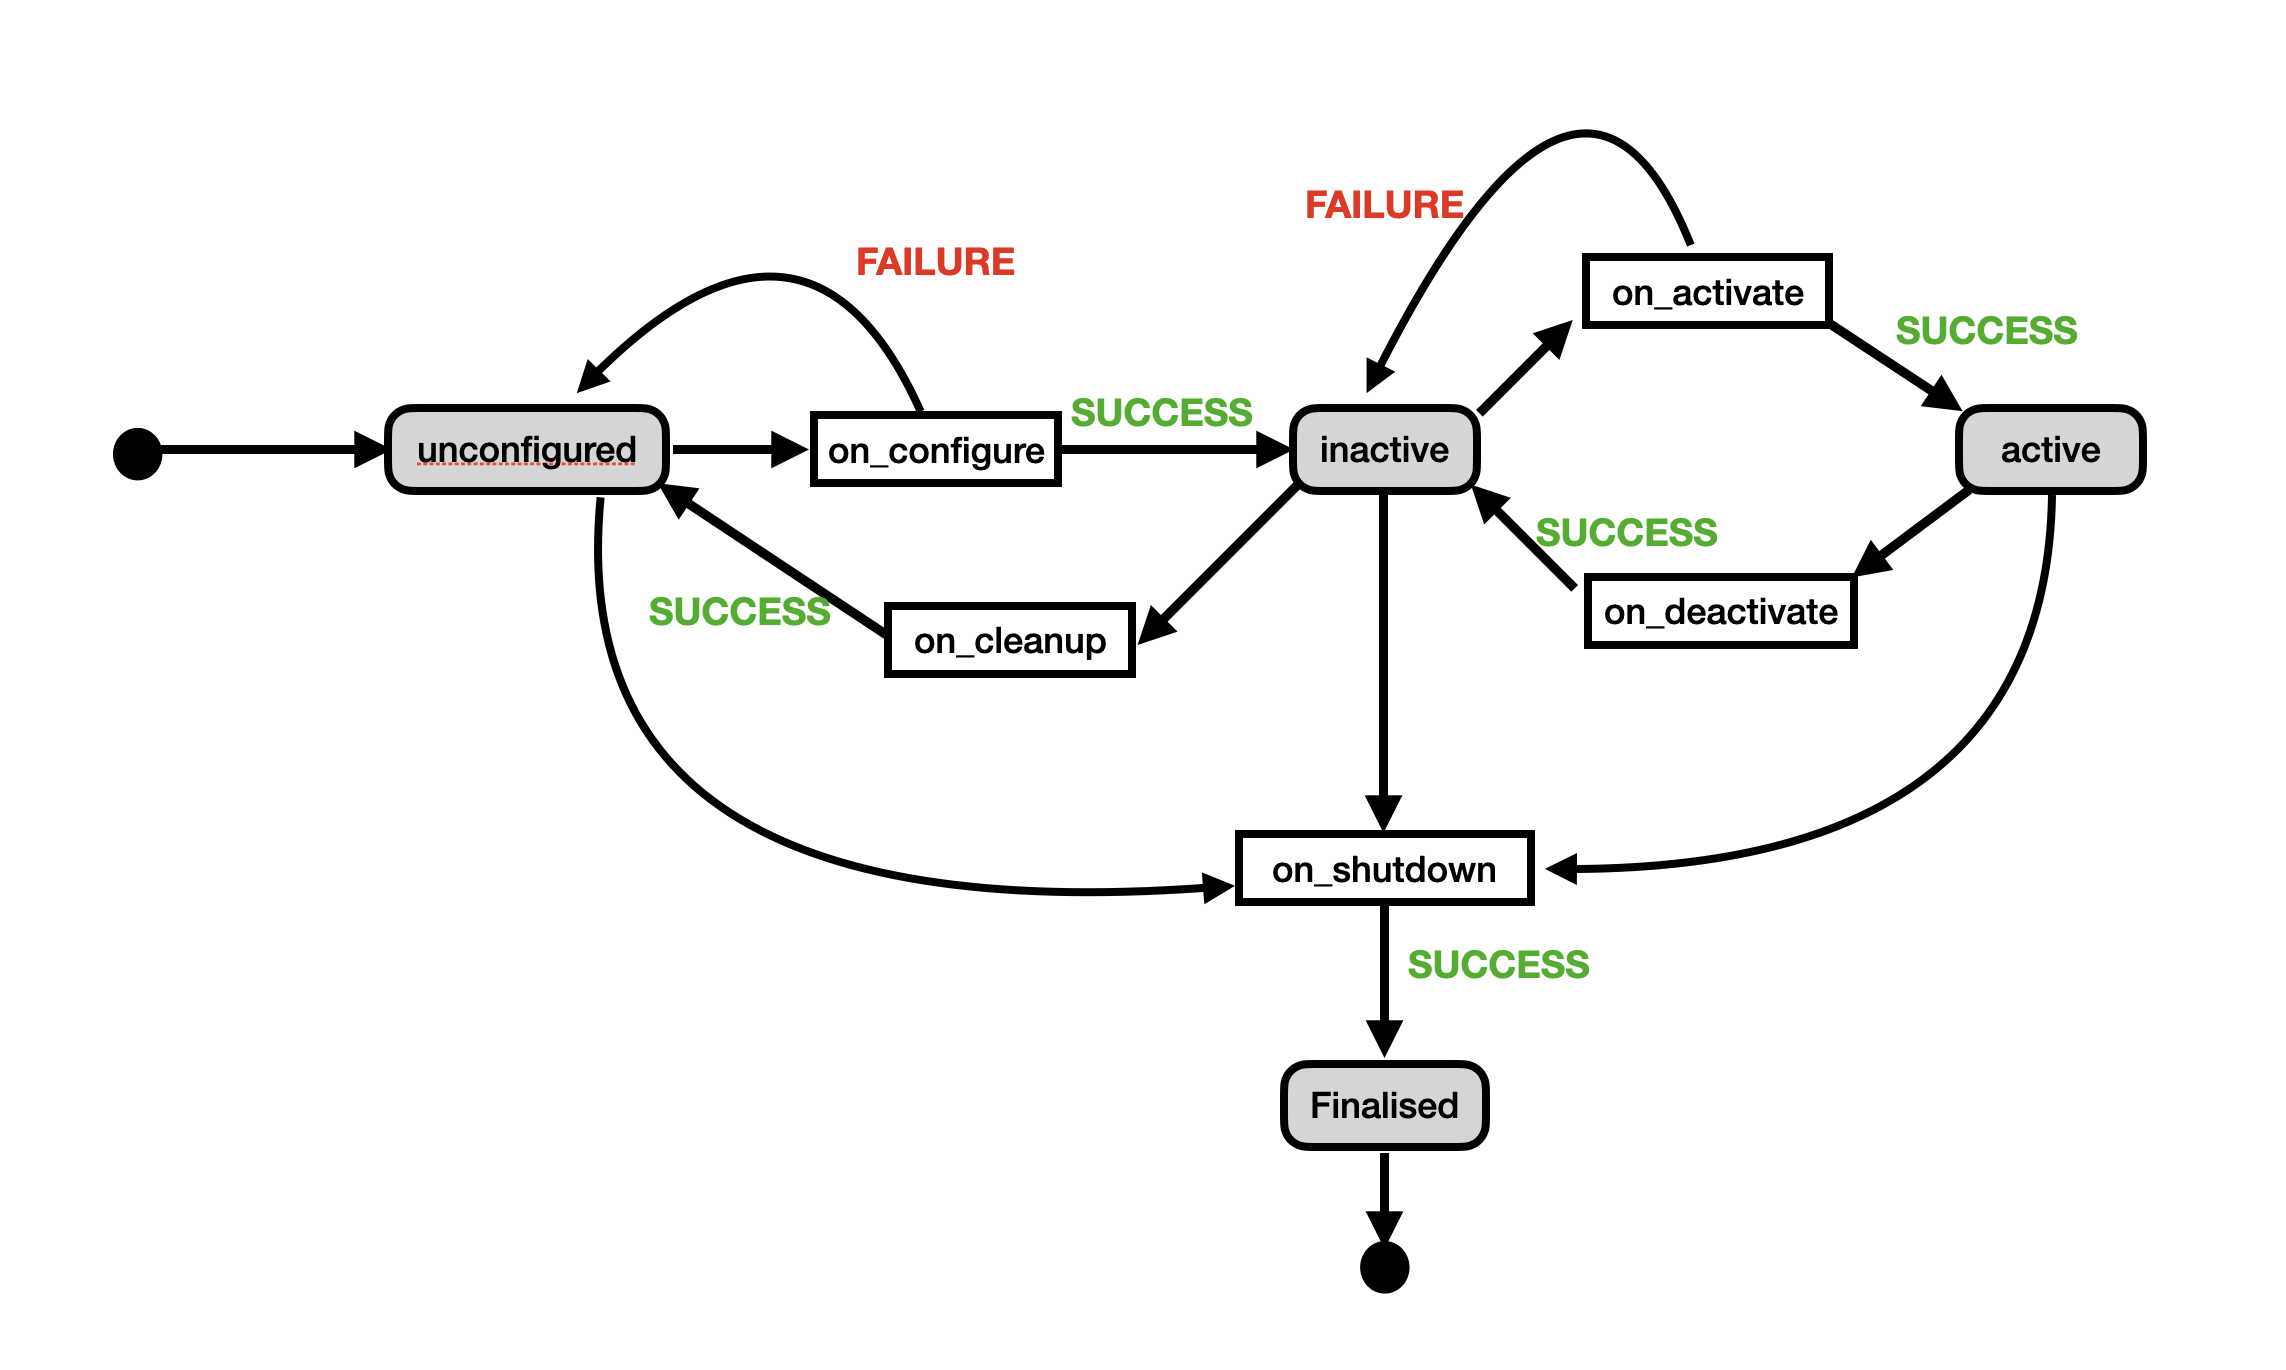 FAILURE
on_activate
FAILURE
SUCCESS
SUCCESS
unconfigured
on_configure
inactive
active
SUCCESS
SUCCESS
on_deactivate
on_cleanup
on_shutdown
SUCCESS
Finalised